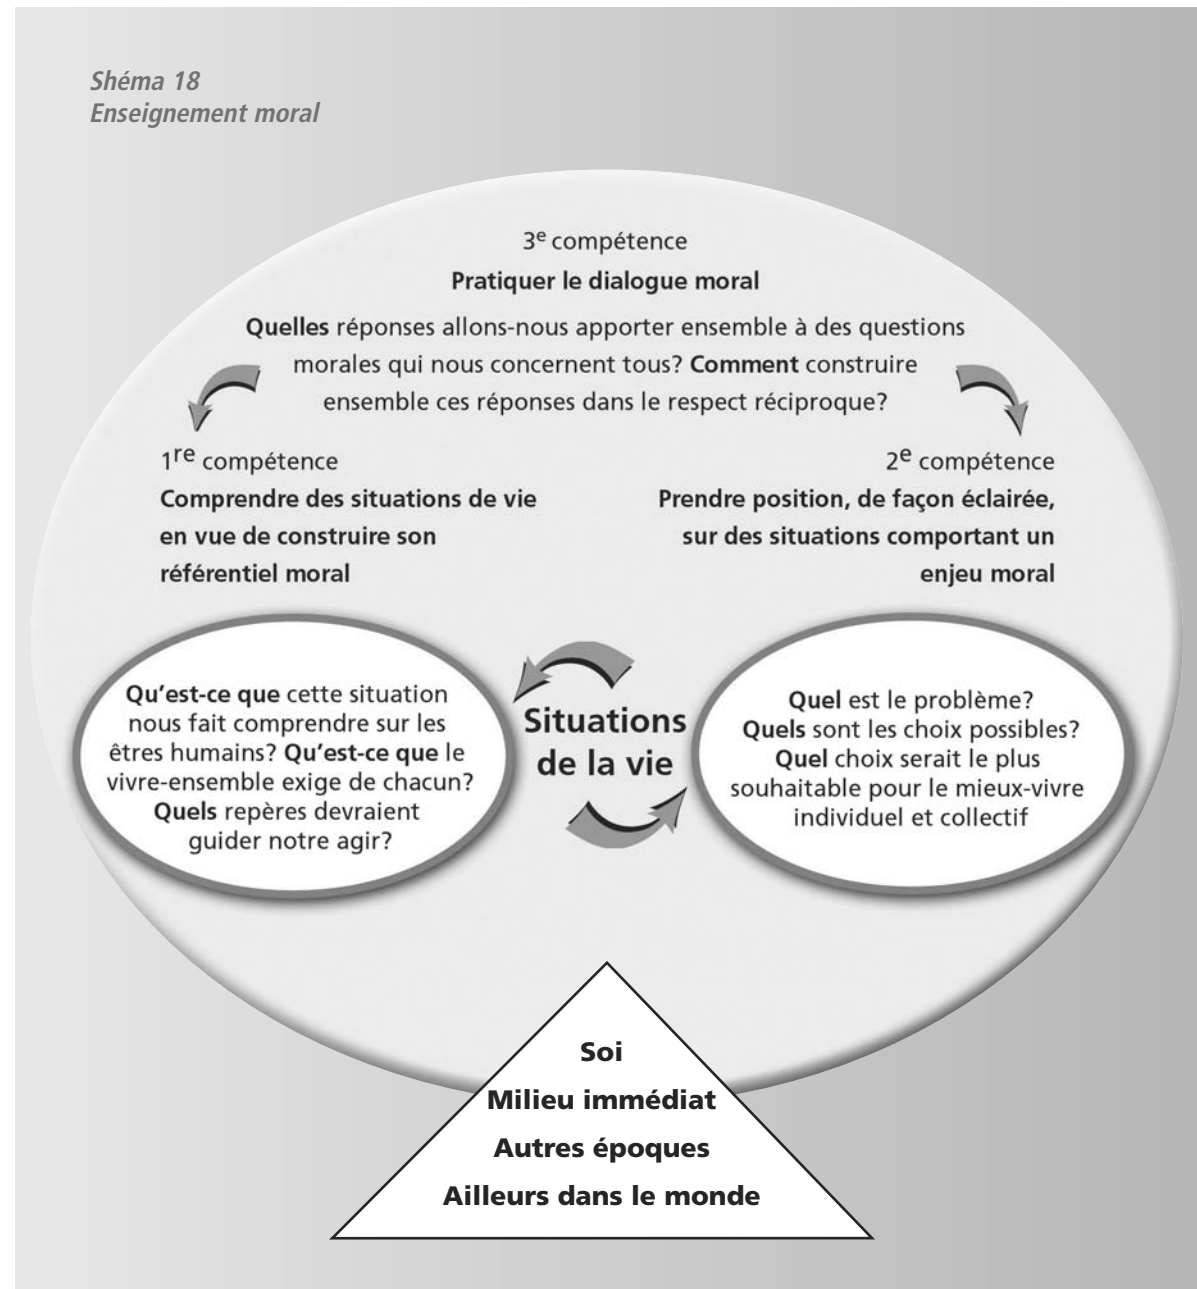 Shéma 18
Enseignement moral
3e compétence
Pratiquer le dialogue moral
Quelles réponses allons-nous apporter ensemble à des questions
morales qui nous concernent tous? Comment construire
ensemble ces réponses dans le respect réciproque?
1re compétence
Comprendre des situations de vie
en vue de construire son
référentiel moral
2e compétence
Prendre position, de façon éclairée,
sur des situations comportant un
enjeu moral
Qu'est-ce que cette situation
nous fait comprendre sur les
êtres humains? Qu'est-ce que le
vivre-ensemble exige de chacun?
Quels repères devraient
guider notre agir?
Situations
de la vie
Quel est le problème?
Quels sont les choix possibles?
Quel choix serait le plus
souhaitable pour le mieux-vivre
individuel et collectif
Soi
Milieu immédiat
Autres époques
Ailleurs dans le monde